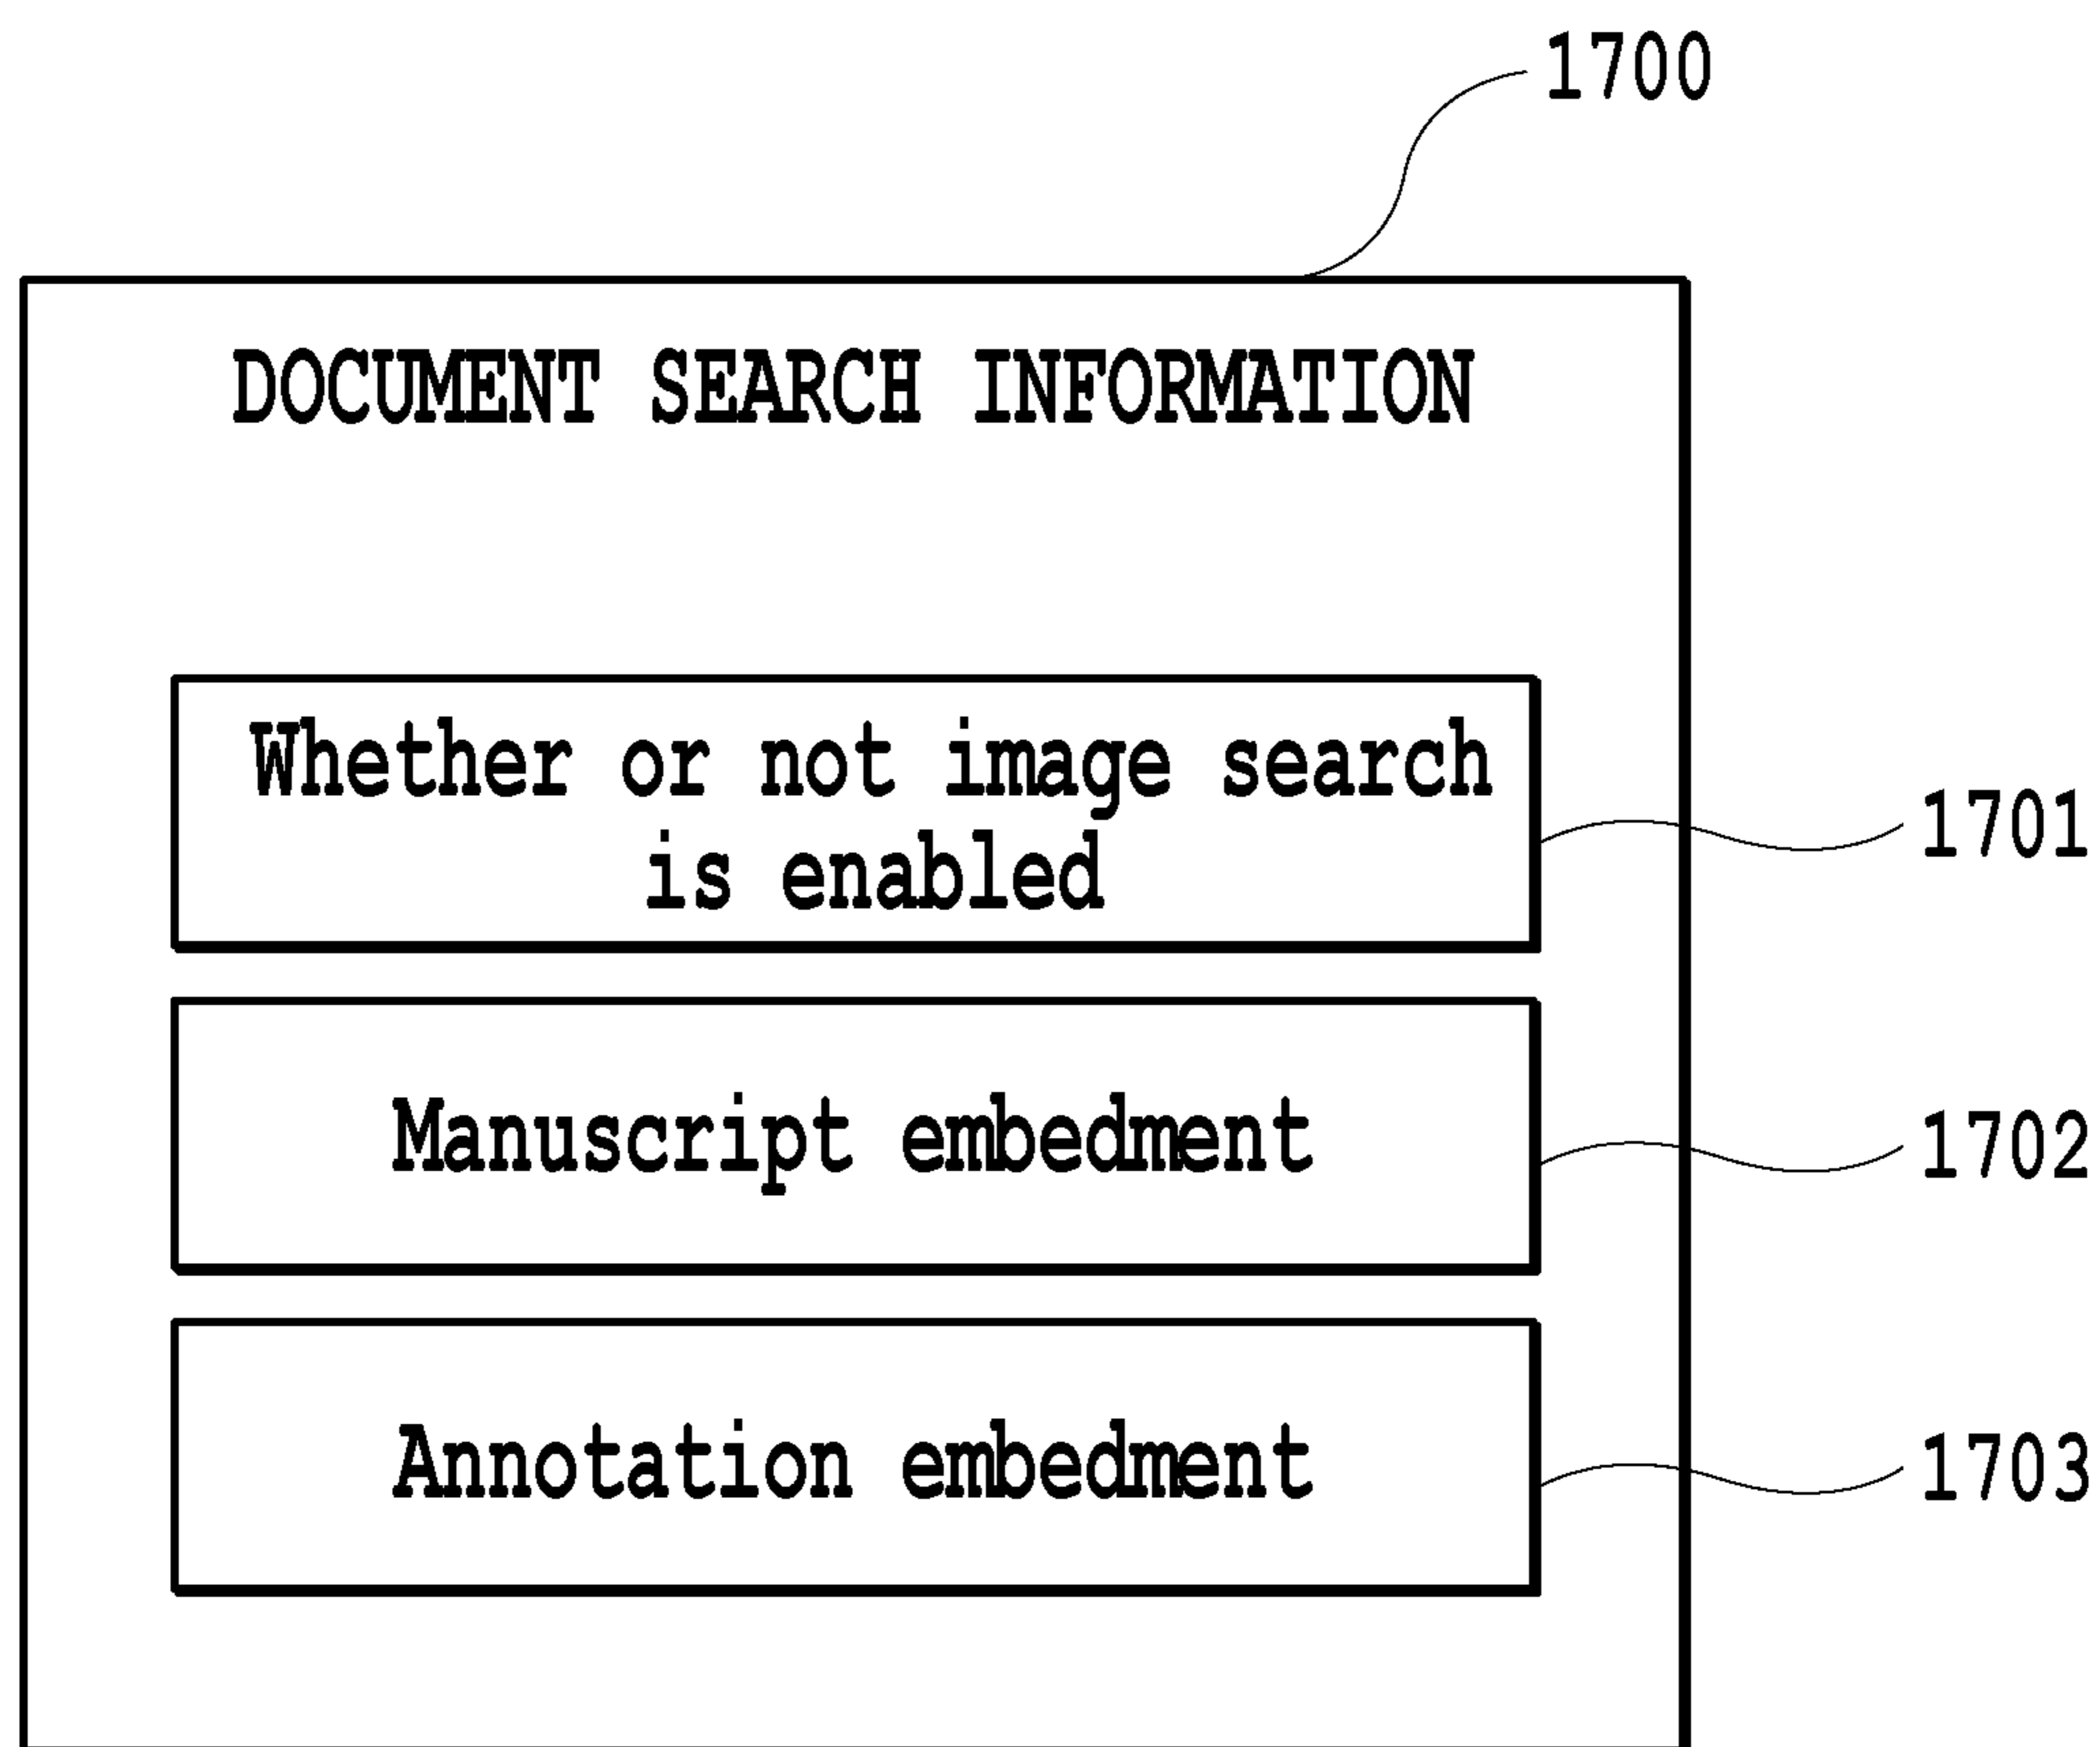 1700
DOCUMENT SEARCH INFORMATION
Whether or not image search
is enabled
1701
Manuscript embedment
1702
Annotation embedment
1703